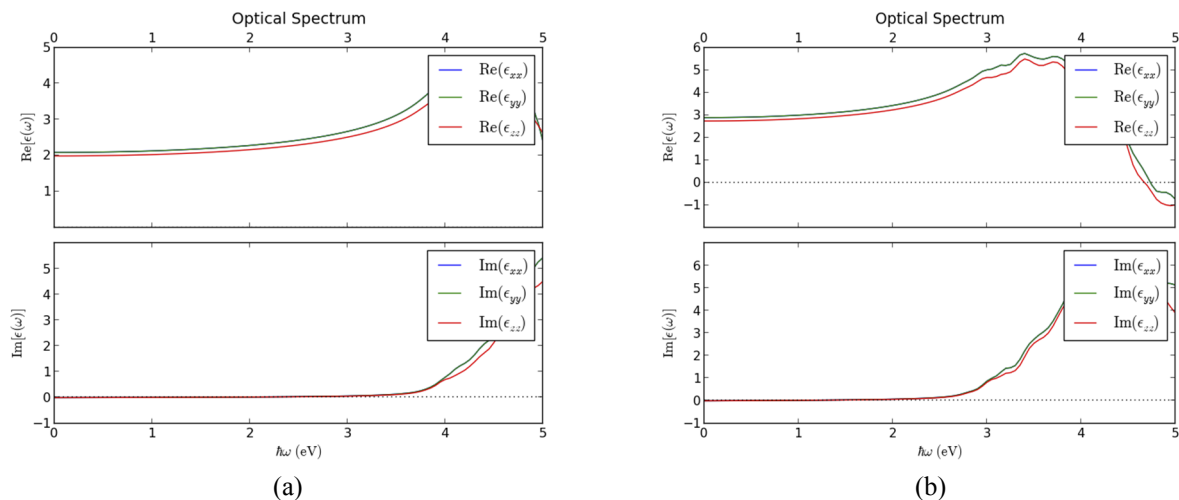 Optical Spectrum
0 1 2 3 4 5
5
4
3
2
1
Re[ϵ(ω)]
Re(ϵxx)
Re(ϵyy)
Re(ϵzz)
5
4
3
2
1
0
−1
Im[ϵ(ω)]
Im(ϵxx)
Im(ϵyy)
Im(ϵzz)
0 1 2 3 4 5
ħω (eV)
(a)
Optical Spectrum
0 1 2 3 4 5
6
5
4
3
2
1
0
−1
Re[ϵ(ω)]
Re(ϵxx)
Re(ϵyy)
Re(ϵzz)
6
5
4
3
2
1
0
−1
Im[ϵ(ω)]
Im(ϵxx)
Im(ϵyy)
Im(ϵzz)
0 1 2 3 4 5
ħω (eV)
(b)